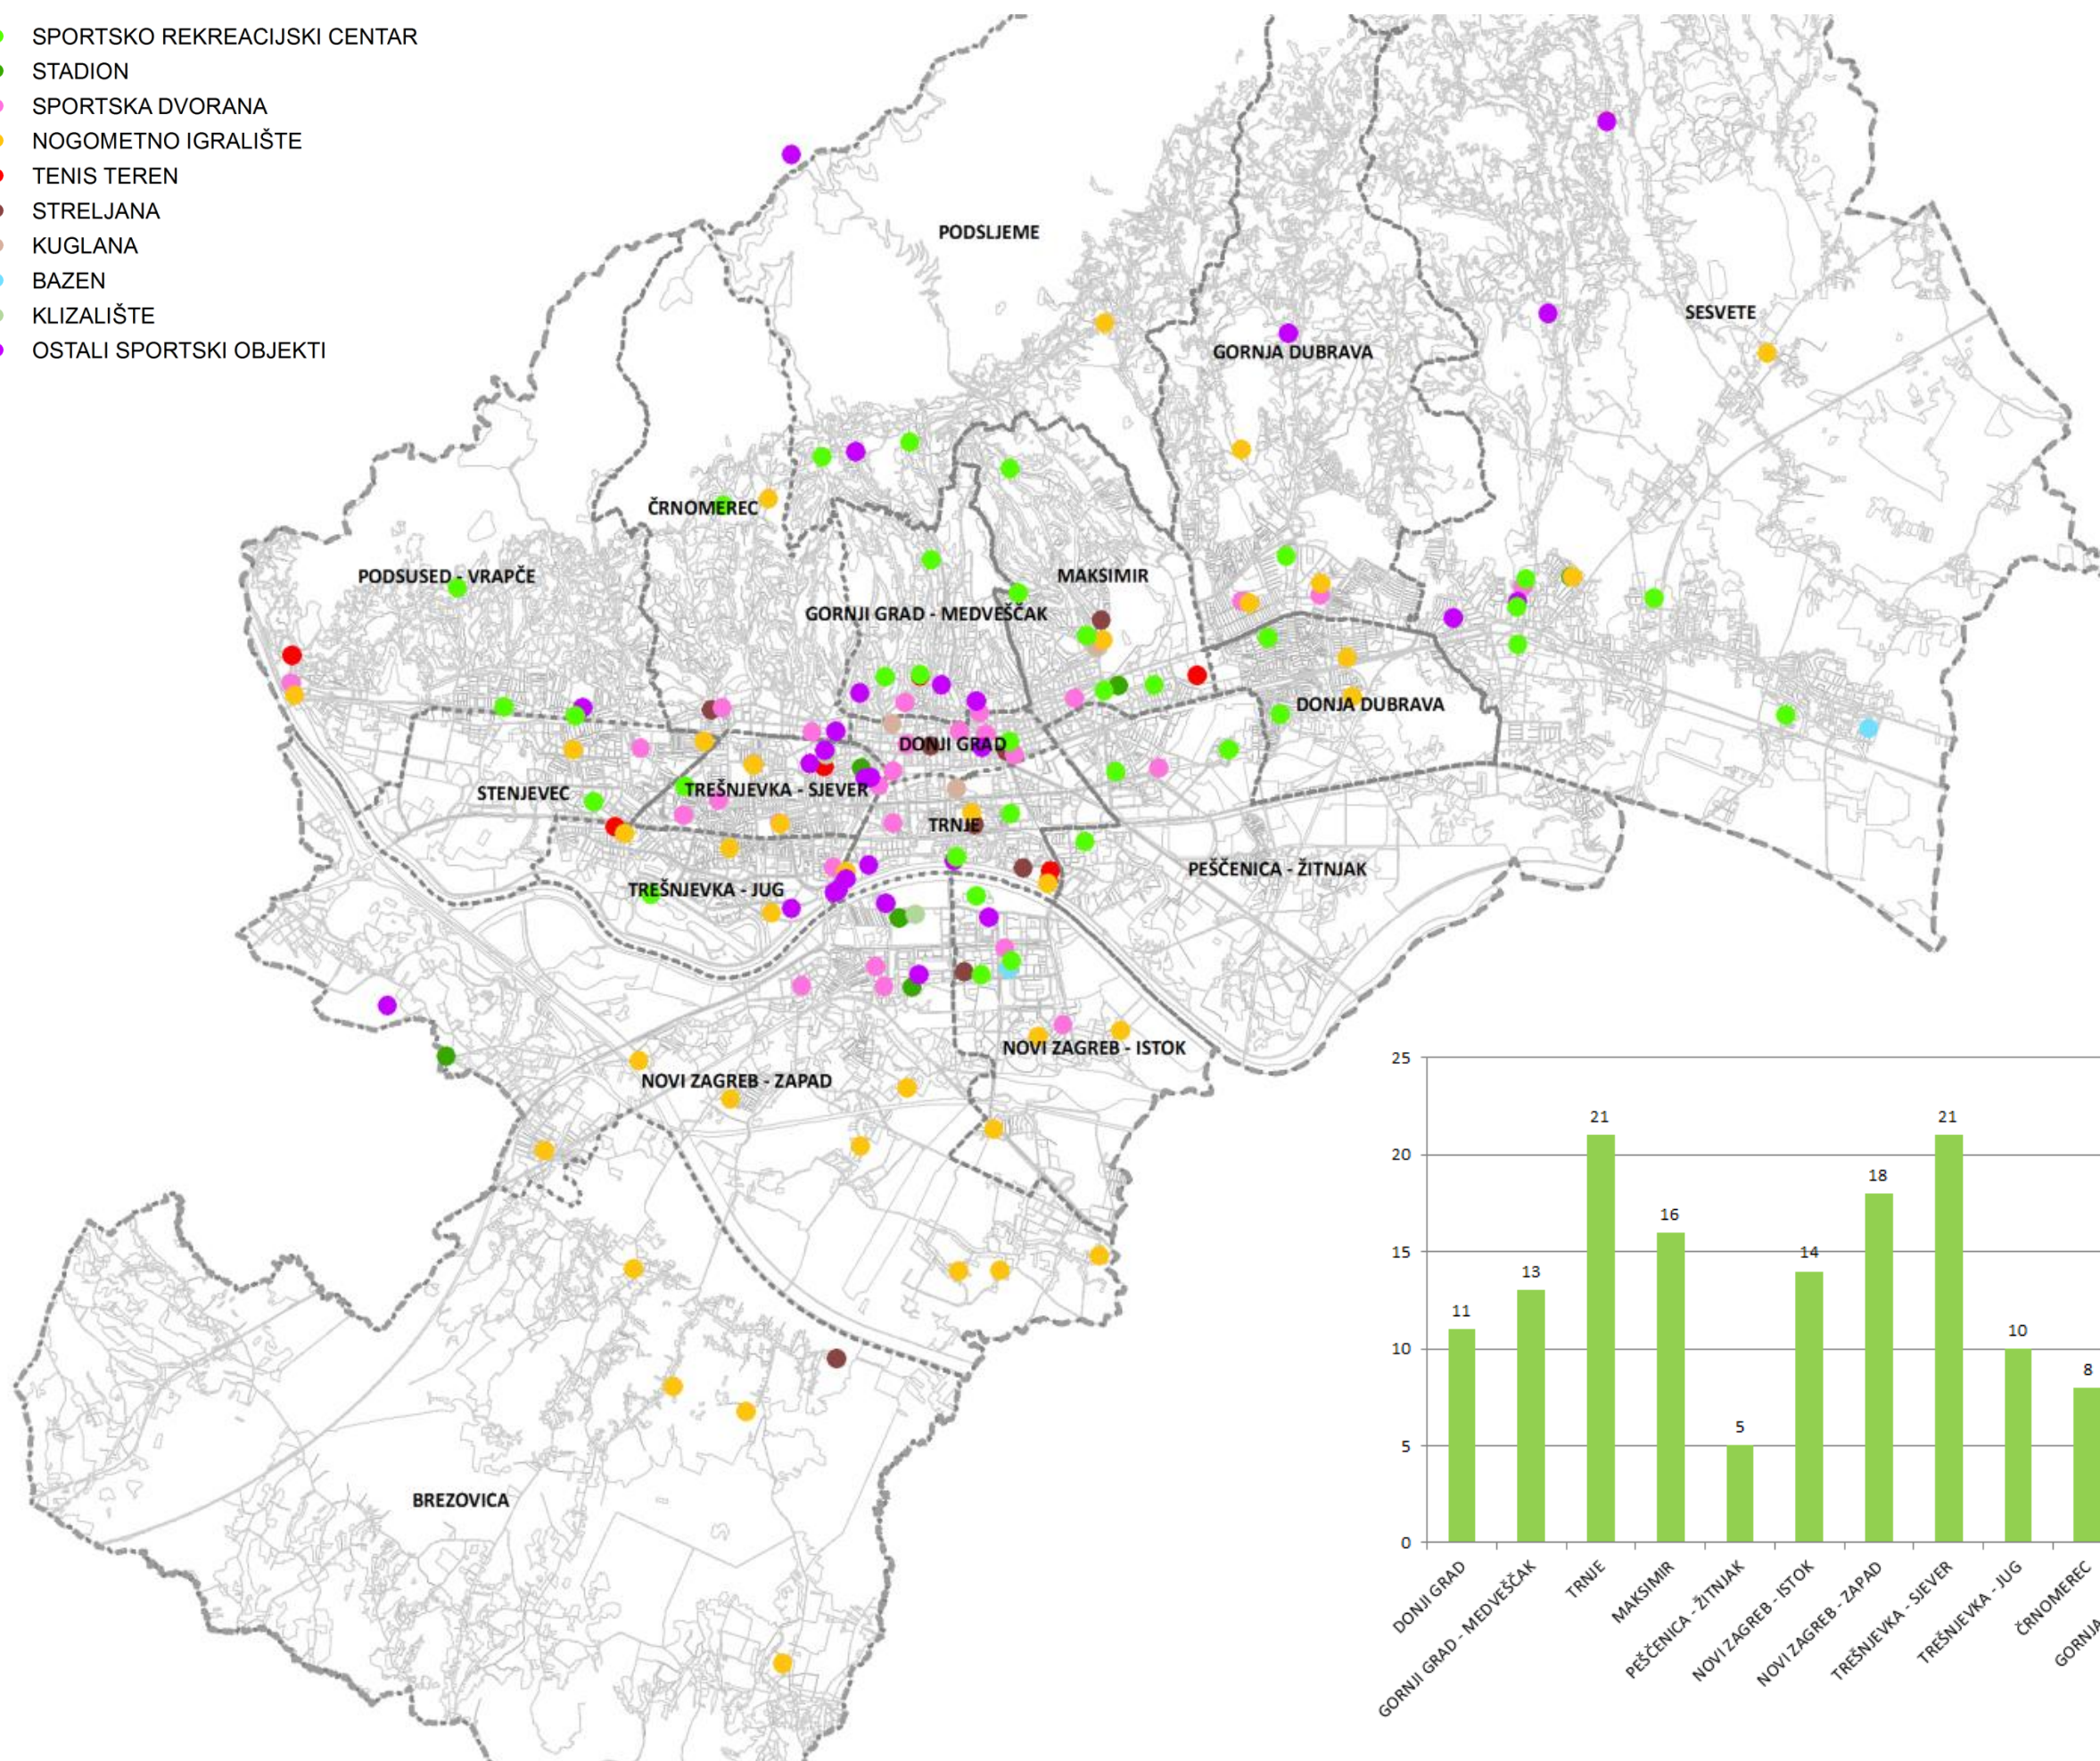 SPORTSKO REKREACIJSKI CENTAR
STADION
SPORTSKA DVORANA
NOGOMETNO IGRALIŠTE
TENIS TEREN
STRELJANA
KUGLANA
BAZEN
KLIZALIŠTE
OSTALI SPORTSKI OBJEKTI
PODSLJEME
SESVETE
GORNJA DUBRAVA
ČRNOMEREC
PODSUSED - VRAPČE
MAKSIMIR
GORNJI GRAD - MEDVEŠČAK
DONJA DUBRAVA
DONJI GRAD
STENJEVEC
TREŠNJEVKA - SJEVER
TRNJE
PEŠČENICA - ŽITNJAK
TREŠNJEVKA - JUG
NOVI ZAGREB - ISTOK
NOVI ZAGREB - ZAPAD
BREZOVICA
25
20
15
10
5
0
11
13
21
16
5
14
18
21
10
8
DONJI GRAD
GORNJI GRAD - MEDVEŠČAK
TRNJE
MAKSIMIR
PEŠČENICA - ŽITNJAK
NOVI ZAGREB - ISTOK
NOVI ZAGREB - ZAPAD
TREŠNJEVKA - SJEVER
TREŠNJEVKA - JUG
ČRNOMEREC
GORNJA